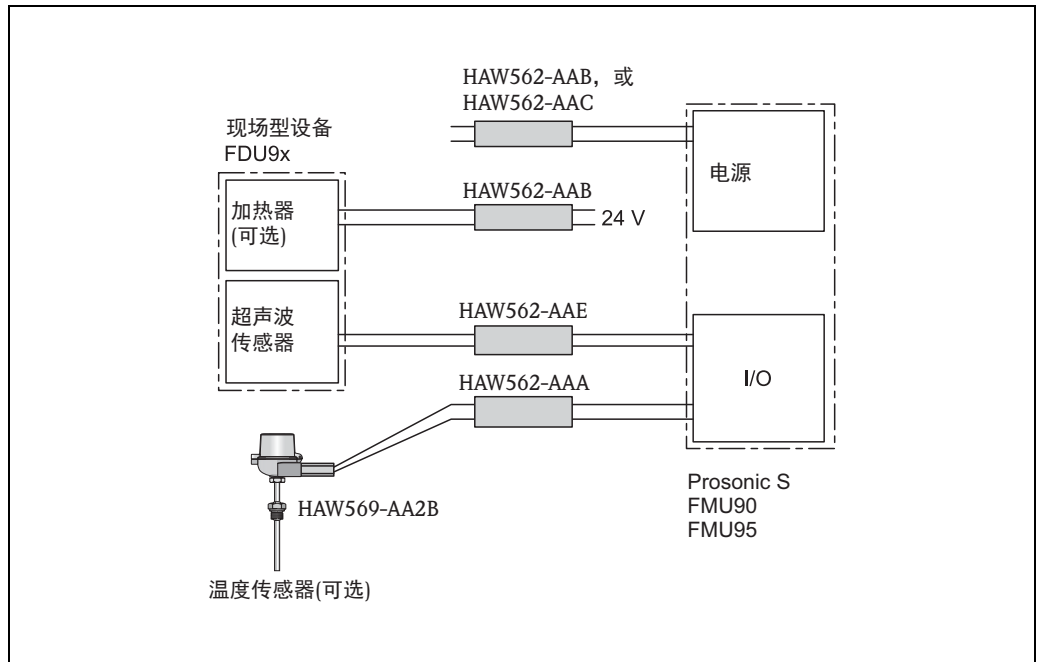 HAW562-AAB，或
HAW562-AAC
现场型设备
FDU9x
电源
加热器
(可选)
HAW562-AAB
24 V
超声波
传感器
HAW562-AAE
I/O
HAW562-AAA
HAW569-AA2B
Prosonic S
FMU90
FMU95
温度传感器(可选)